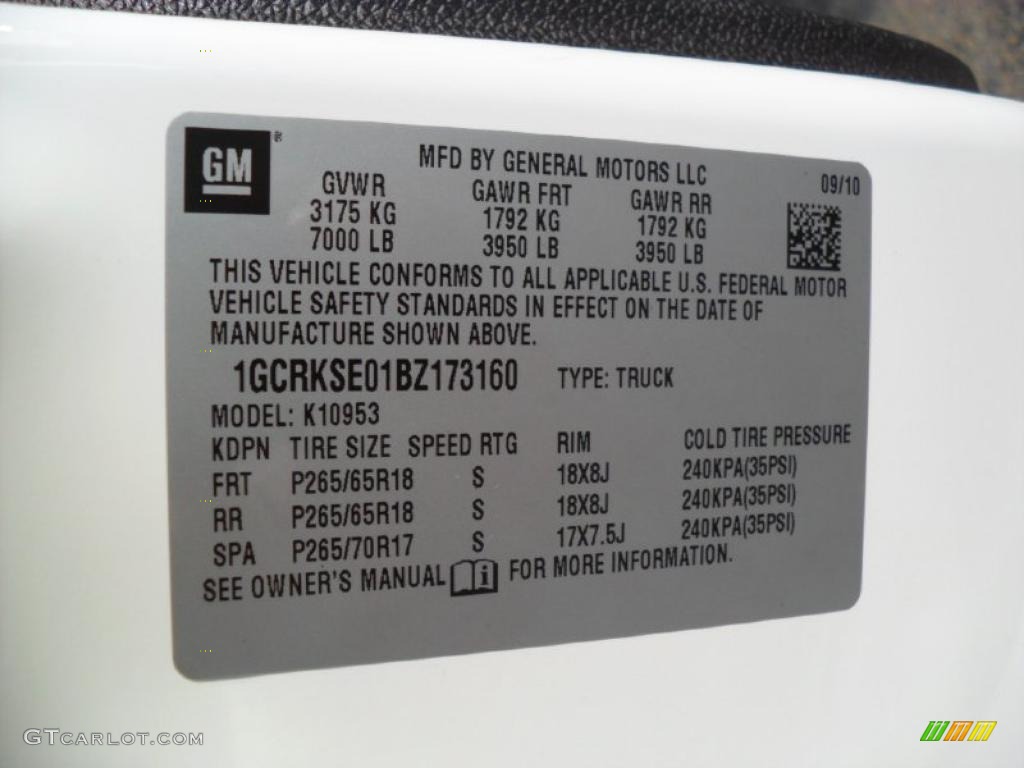 GM
MFD BY GENERAL MOTORS LLC
09/10
GVWR GAWR FRT GAWR RR
3175 KG 1792 KG 1792 KG
7000 LB 3950 LB 3950 LB
THIS VEHICLE CONFORMS TO ALL APPLICABLE U.S. FEDERAL MOTOR
VEHICLE SAFETY STANDARDS IN EFFECT ON THE DATE OF
MANUFACTURE SHOWN ABOVE.
1GCRKSE01BZ173160 TYPE: TRUCK
MODEL: K10953
KDPN TIRE SIZE SPEED RTG RIM COLD TIRE PRESSURE
FRT P265/65R18 S 18X8J 240KPA(35PSI)
RR P265/65R18 S 18X8J 240KPA(35PSI)
SPA P265/70R17 S 17X7.5J 240KPA(35PSI)
SEE OWNER'S MANUAL FOR MORE INFORMATION.
GTCARLOT.COM